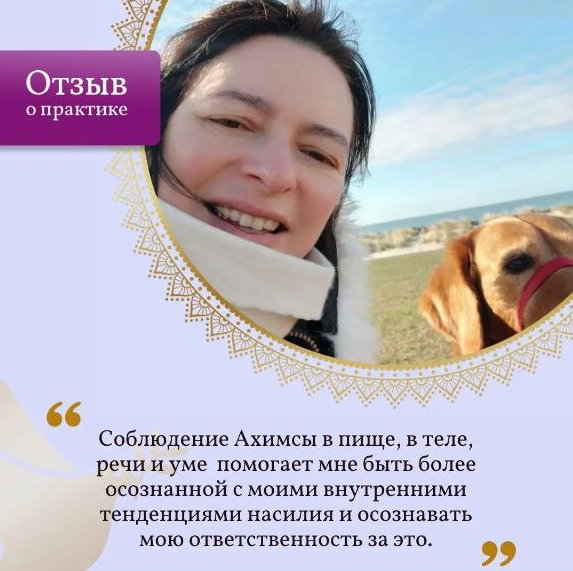 Отзыв
о практике
“
Соблюдение Ахимсы в пище, в теле,
речи и уме помогает мне быть более
осознанной с моими внутренними
тенденциями насилия и осознавать
мою ответственность за это.
”